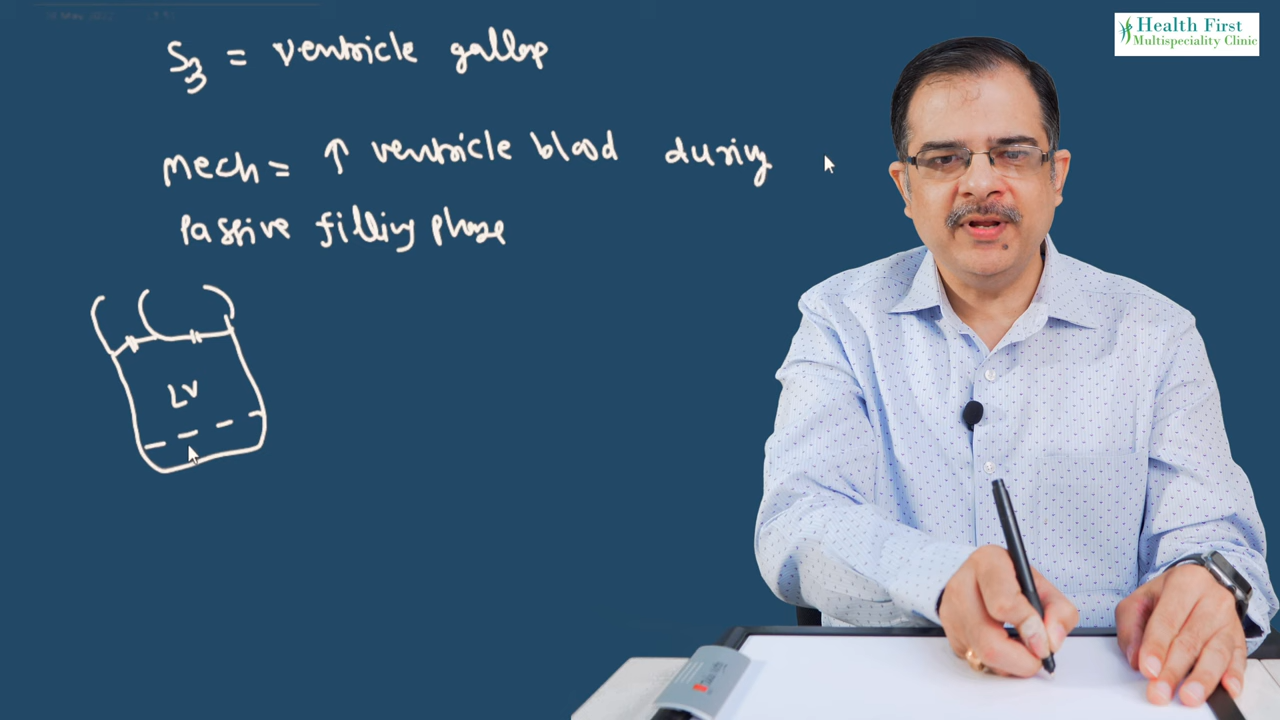 S3 = ventricle gallop
Mech = ↑ ventricle blood during
Passive filling phase
LV
Health First
Multispeciality Clinic